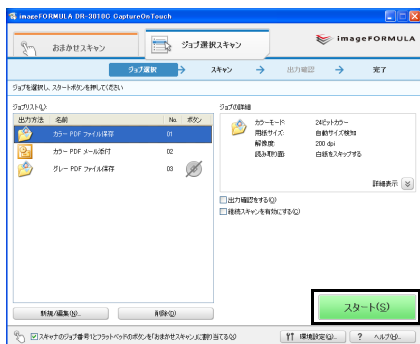 imageFORMULA DR-3010C CaptureOnTouch
おまかせスキャン
ジョブ選択スキャン
imageFORMULA
ジョブ選択
スキャン
出力確認
完了
ジョブを選択し、スタートボタンを押してください
ジョブリスト(L)
出力方法 名前 No. ボタン
カラー PDF ファイル保存 01
カラー PDF メール添付 02
グレー PDF ファイル保存 03
新規/編集(N)...
削除(D)
ジョブの詳細
カラーモード: 24ビットカラー
用紙サイズ: 自動サイズ検知
解像度: 200 dpi
読み取り面: 白紙をスキップする
詳細表示
出力確認をする(O)
継続スキャンを有効にする(C)
スタート(S)
スキャナのジョブ番号1とフラットベッドのボタンを「おまかせスキャン」に割り当てる(X)
環境設定(Q)...
? ヘルプ(H)...